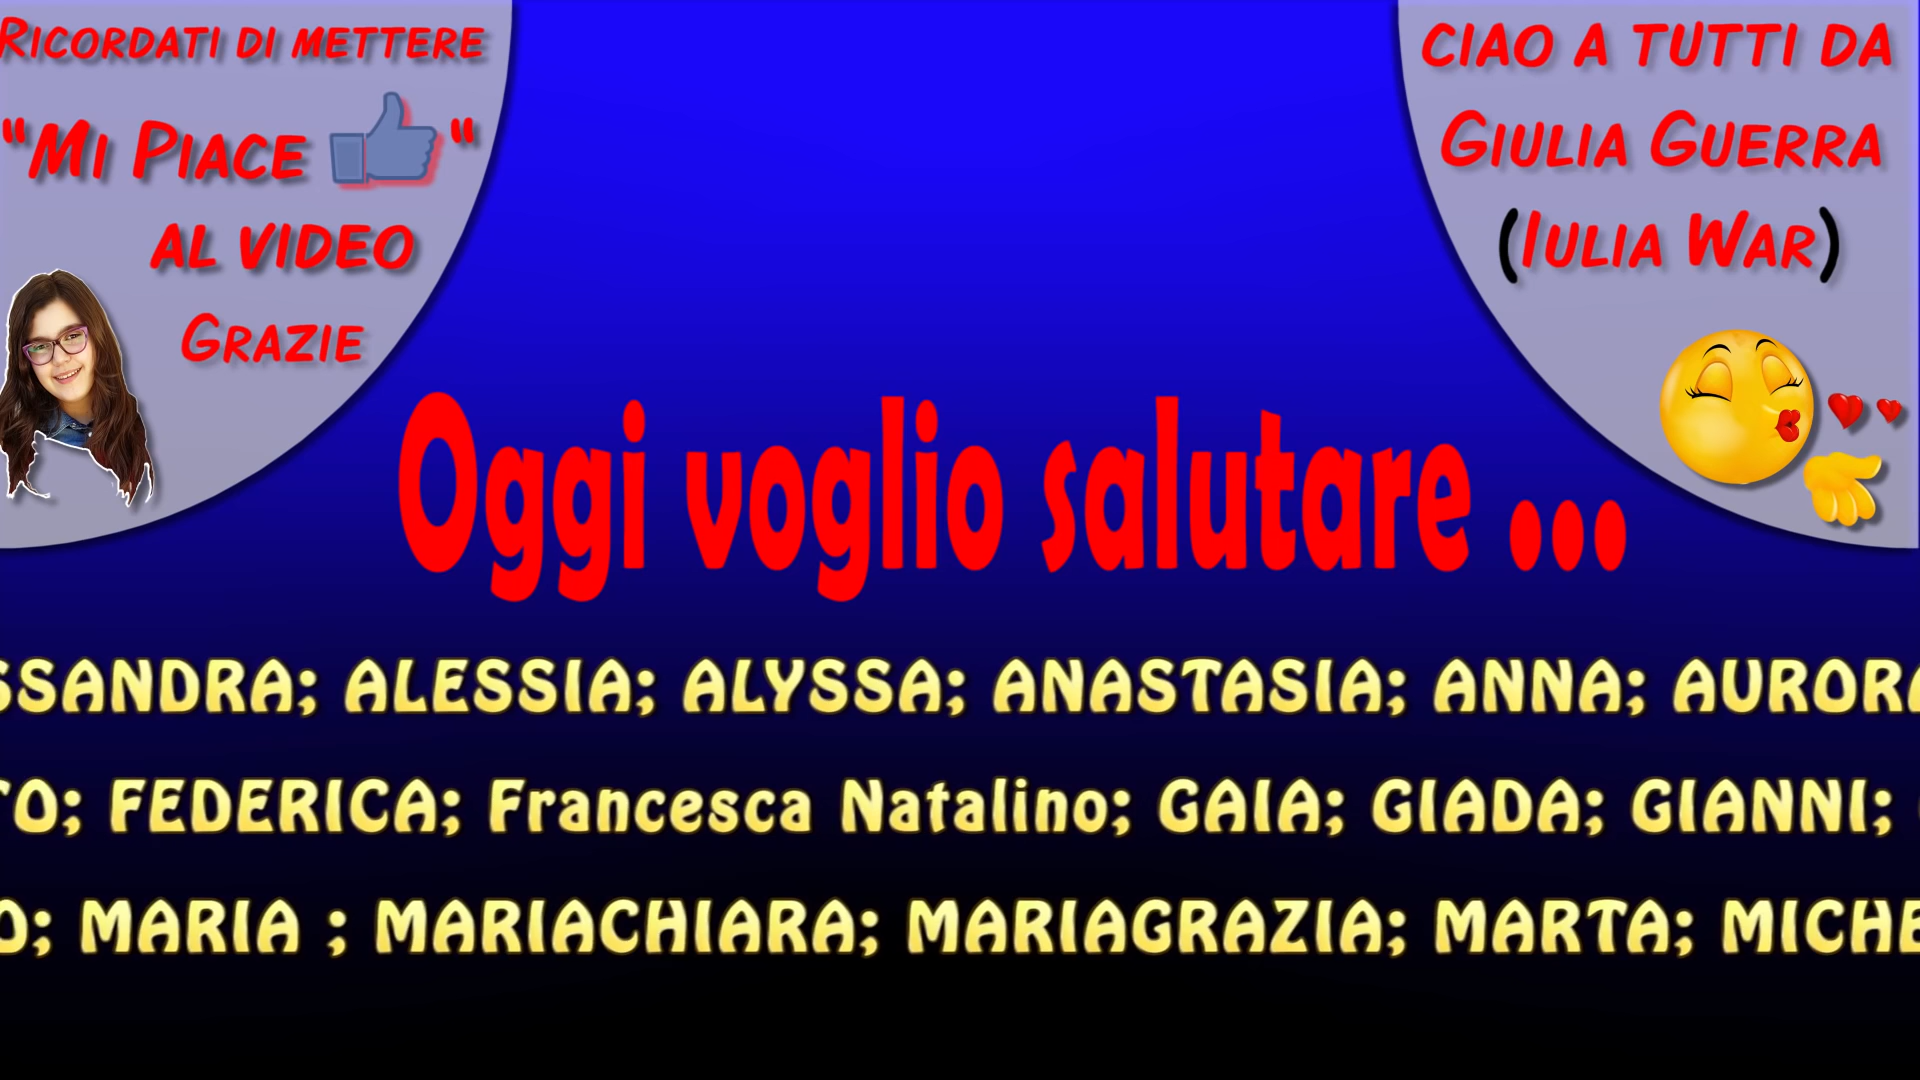 RICORDATI DI METTERE
"MI PIACE "
AL VIDEO
GRAZIE
CIAO A TUTTI DA
GIULIA GUERRA
(IULIA WAR)
Oggi voglio salutare ...
SSANDRA; ALESSIA; ALYSSA; ANASTASIA; ANNA; AURORA
TO; FEDERICA; Francesca Natalino; GAIA; GIADA; GIANNI;
O; MARIA ; MARIACHIARA; MARIAGRAZIA; MARTA; MICHE